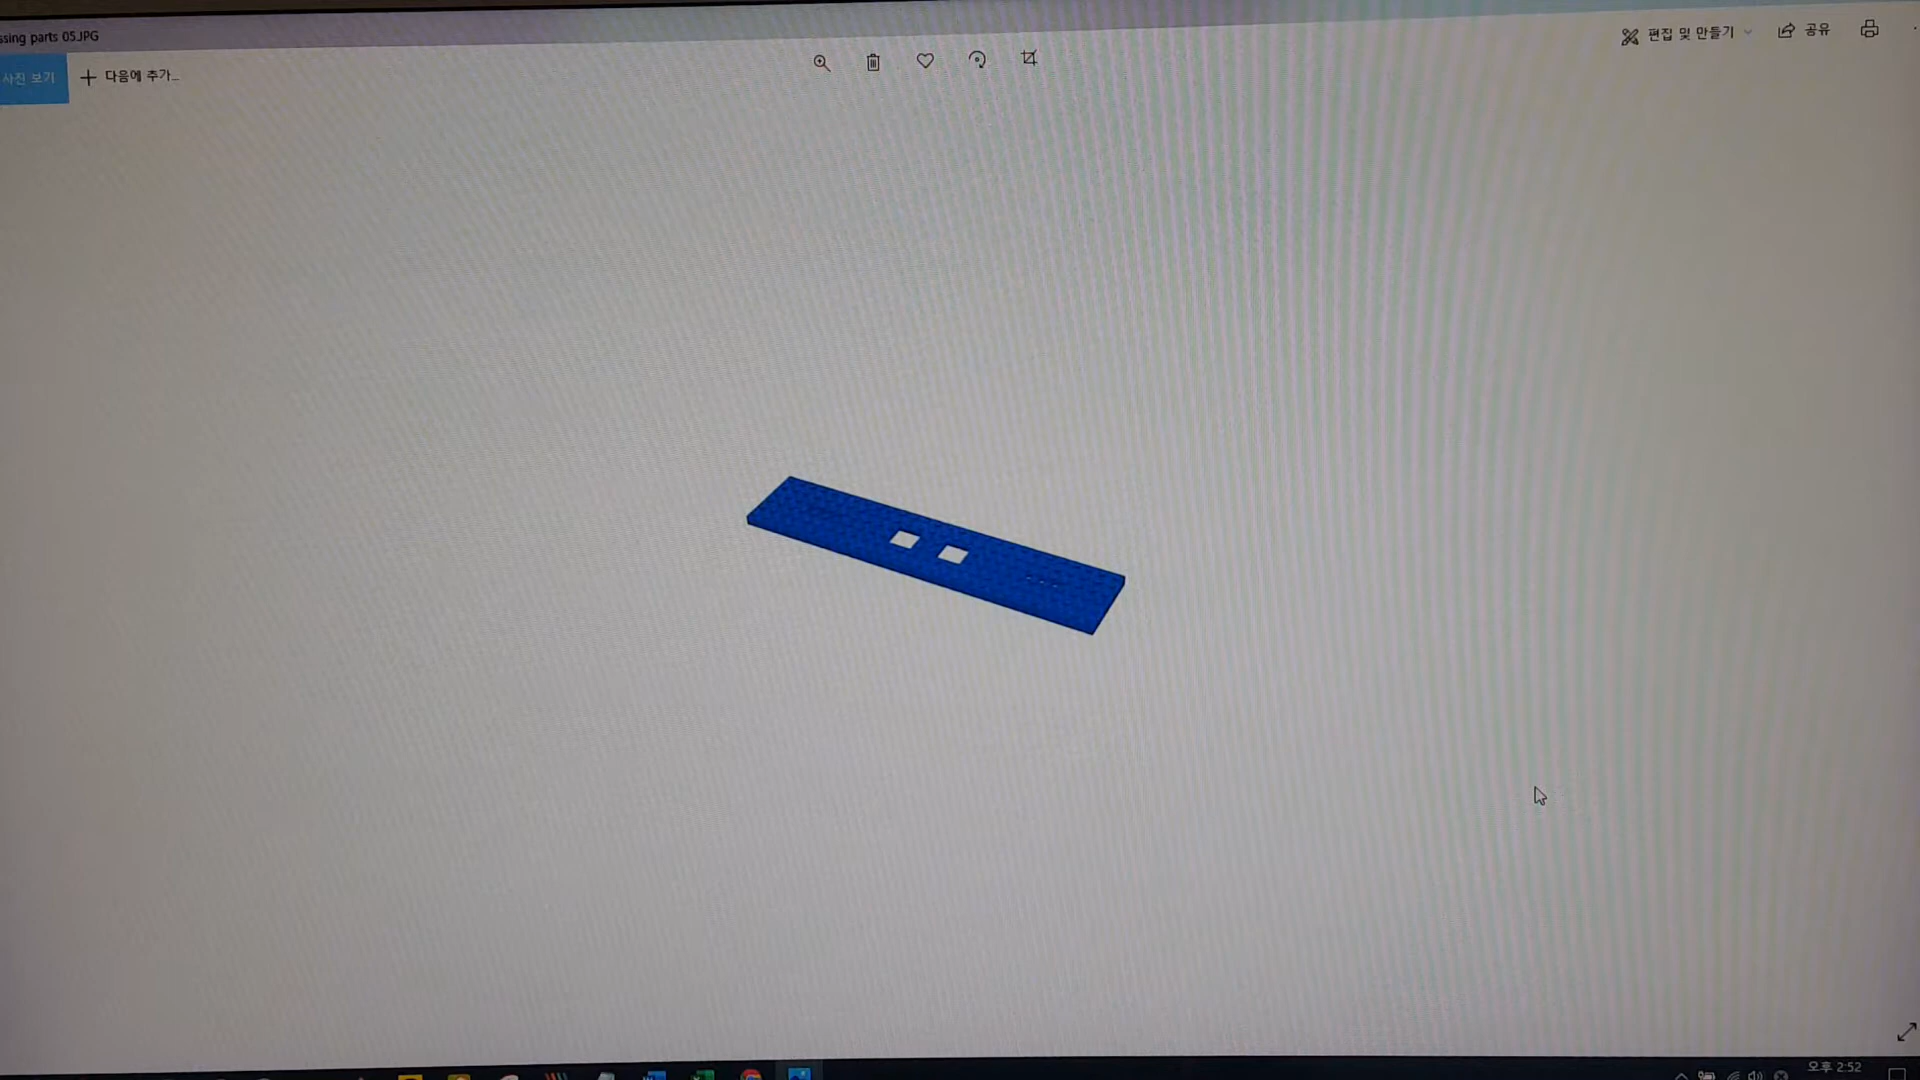 ssing parts 05.JPG
편집 및 만들기
공유
사진 보기
다음에 추가...
오후 2:52